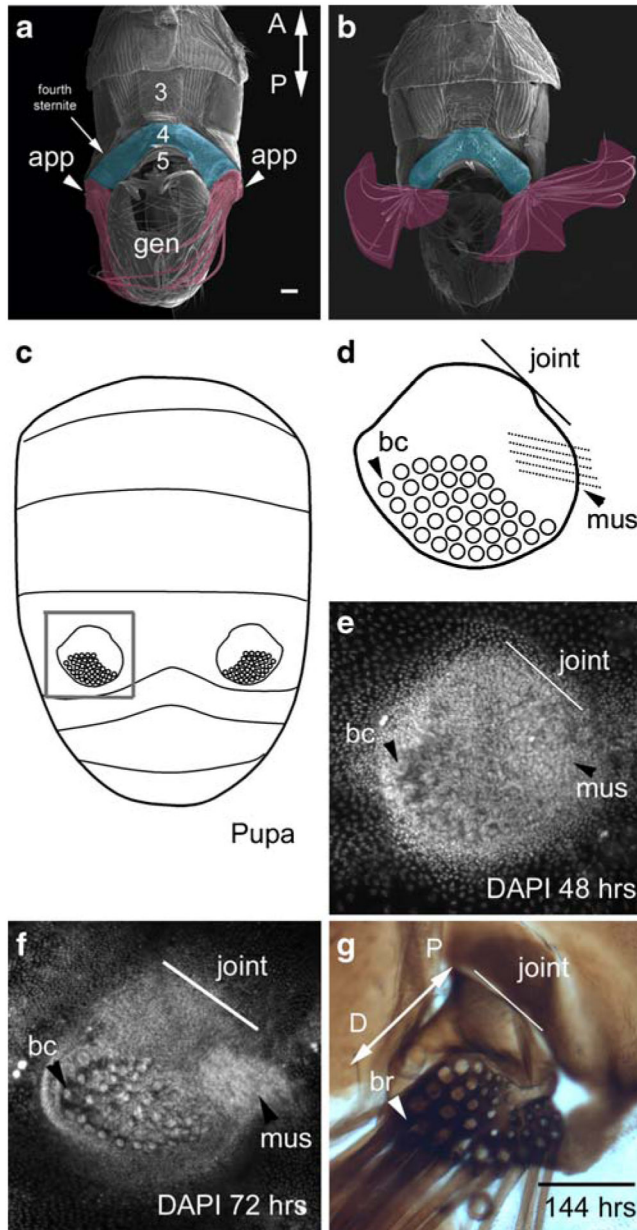 a
A
P
3
fourth
sternite
4
5
app
app
gen
b
c
Pupa
d
joint
bc
mus
e
joint
bc
mus
DAPI 48 hrs
f
joint
bc
mus
DAPI 72 hrs
g
P
joint
D
br
144 hrs